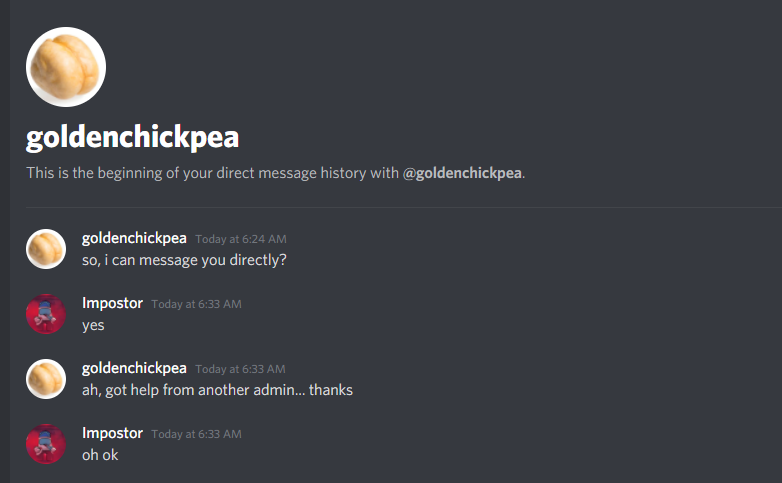 goldenchickpea
This is the beginning of your direct message history with @goldenchickpea.
goldenchickpea Today at 6:24 AM
so, i can message you directly?
Impostor Today at 6:33 AM
yes
goldenchickpea Today at 6:33 AM
ah, got help from another admin... thanks
Impostor Today at 6:33 AM
oh ok